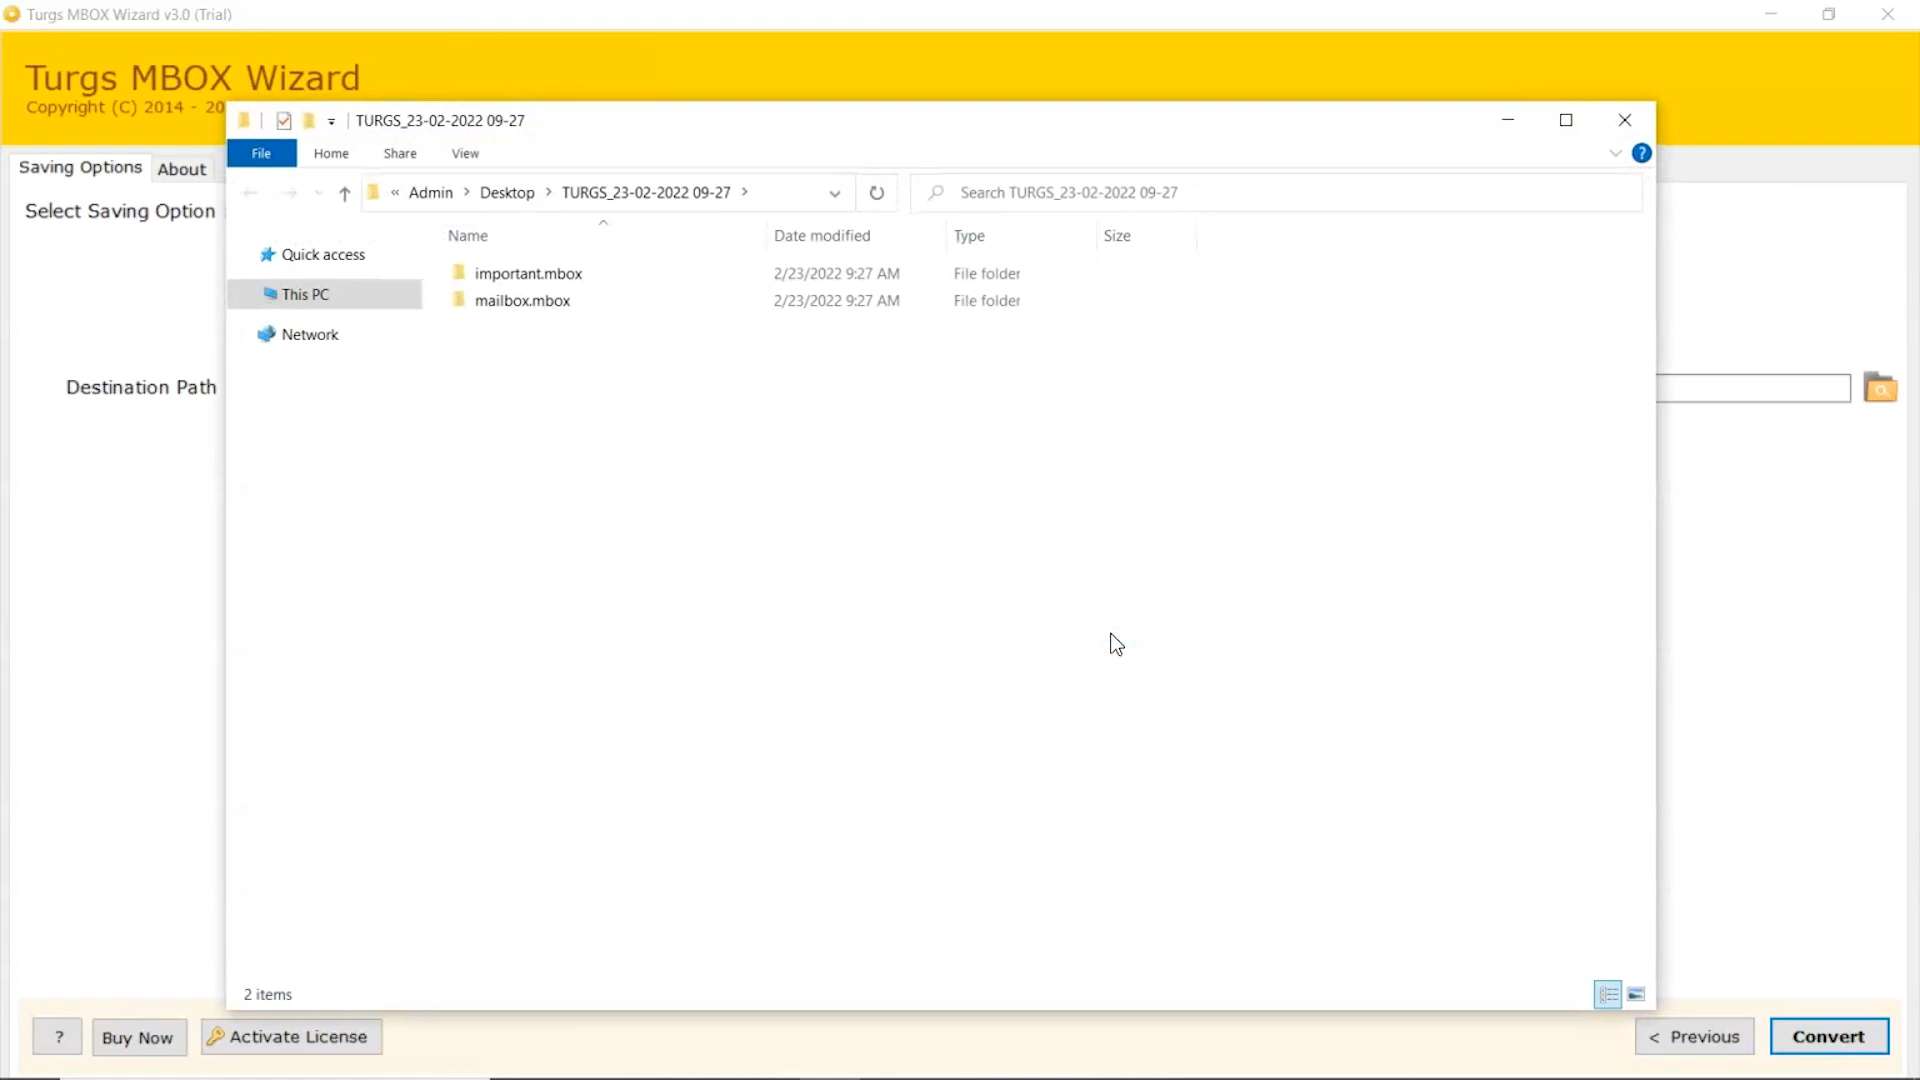 Turgs MBOX Wizard v3.0 (Trial)
Turgs MBOX Wizard
Copyright (C) 2014 - 20
TURGS_23-02-2022 09-27
File Home Share View
?
« Admin > Desktop > TURGS_23-02-2022 09-27 >
Search TURGS_23-02-2022 09-27
Saving Options About
Select Saving Option
Name Date modified Type Size
Quick access
important.mbox 2/23/2022 9:27 AM File folder
This PC
mailbox.mbox 2/23/2022 9:27 AM File folder
Network
Destination Path
2 items
? Buy Now Activate License < Previous Convert